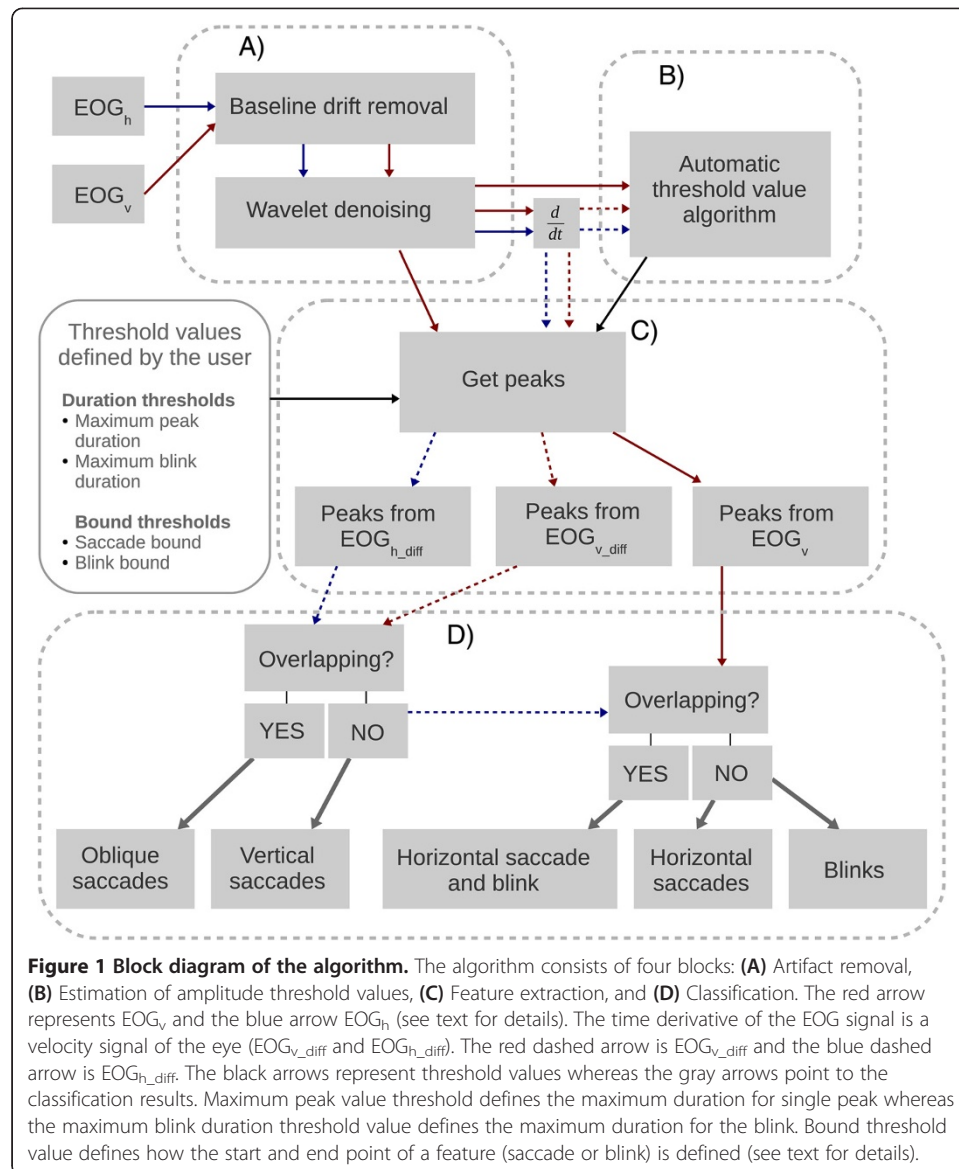 A)
B)
EOGh
Baseline drift removal
EOGv
Wavelet denoising
d
dt
Automatic
threshold value
algorithm
Threshold values
defined by the user
Duration thresholds
• Maximum peak
duration
• Maximum blink
duration
Bound thresholds
• Saccade bound
• Blink bound
C)
Get peaks
Peaks from
EOGh_diff
Peaks from
EOGv_diff
Peaks from
EOGv
D)
Overlapping?
YES
NO
Overlapping?
YES
NO
Oblique
saccades
Vertical
saccades
Horizontal saccade
and blink
Horizontal
saccades
Blinks
Figure 1 Block diagram of the algorithm. The algorithm consists of four blocks: (A) Artifact removal,
(B) Estimation of amplitude threshold values, (C) Feature extraction, and (D) Classification. The red arrow
represents EOGv and the blue arrow EOGh (see text for details). The time derivative of the EOG signal is a
velocity signal of the eye (EOGv_diff and EOGh_diff). The red dashed arrow is EOGv_diff and the blue dashed
arrow is EOGh_diff. The black arrows represent threshold values whereas the gray arrows point to the
classification results. Maximum peak value threshold defines the maximum duration for single peak whereas
the maximum blink duration threshold value defines the maximum duration for the blink. Bound threshold
value defines how the start and end point of a feature (saccade or blink) is defined (see text for details).